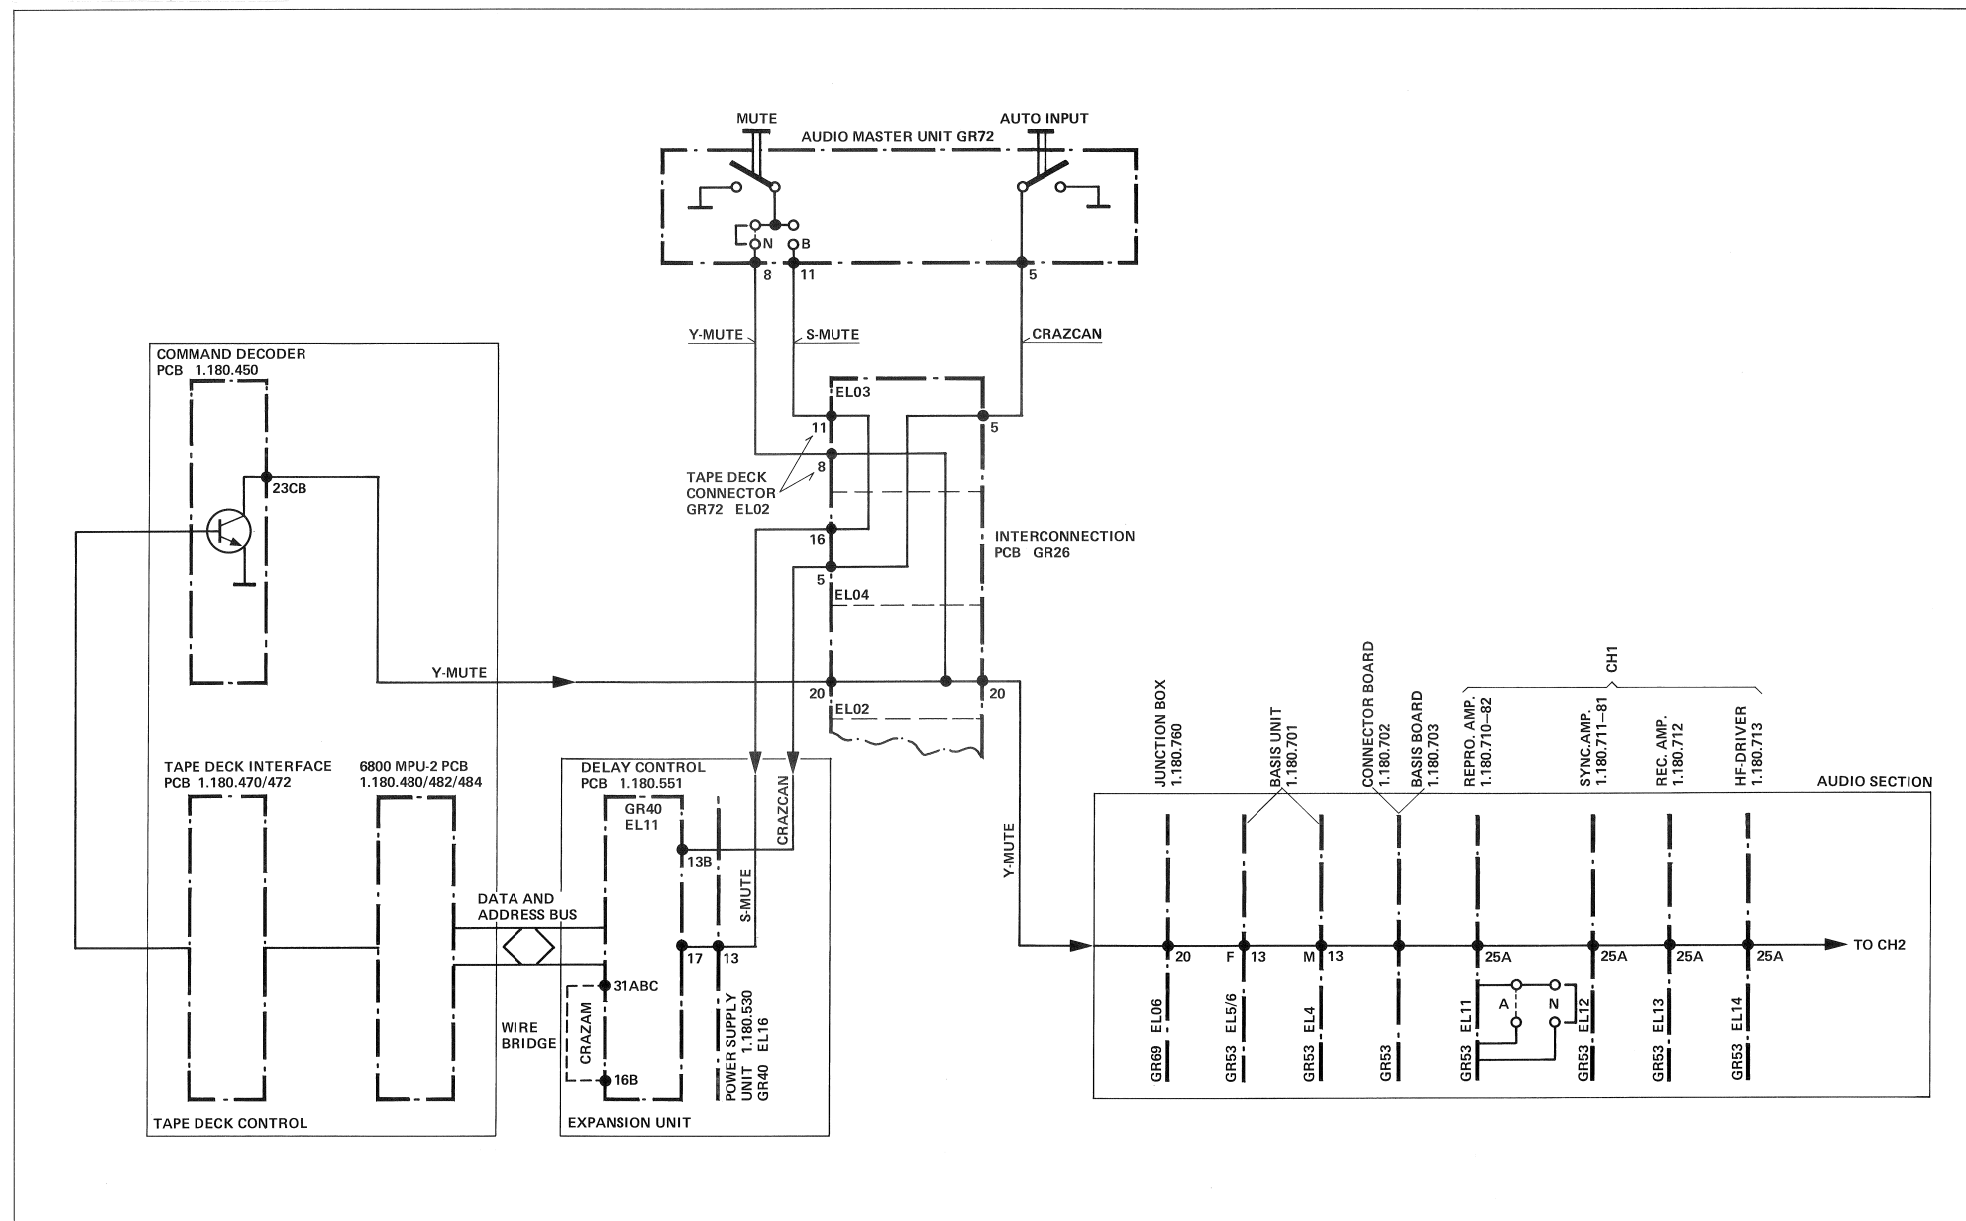 MUTE
AUTO INPUT
AUDIO MASTER UNIT GR72
N
B
8
11
5
Y-MUTE
S-MUTE
CRAZCAN
COMMAND DECODER
PCB 1.180.450
23CB
EL03
11
5
8
TAPE DECK
CONNECTOR
GR72 EL02
16
INTERCONNECTION
PCB GR26
5
EL04
Y-MUTE
20
20
EL02
TAPE DECK INTERFACE
PCB 1.180.470/472
6800 MPU-2 PCB
1.180.480/482/484
DELAY CONTROL
PCB 1.180.551
GR40
EL11
CRAZCAN
13B
S-MUTE
DATA AND
ADDRESS BUS
17
13
31ABC
CRAZAM
WIRE
BRIDGE
16B
POWER SUPPLY
UNIT 1.180.530
GR40 EL16
TAPE DECK CONTROL
EXPANSION UNIT
Y-MUTE
JUNCTION BOX
1.180.760
BASIS UNIT
1.180.701
CONNECTOR BOARD
1.180.702
BASIS BOARD
1.180.703
CH1
REPRO. AMP.
1.180.710–82
SYNC.AMP.
1.180.711–81
REC. AMP.
1.180.712
HF-DRIVER
1.180.713
AUDIO SECTION
20
F
13
M
13
25A
25A
25A
25A
TO CH2
A
N
GR69 EL06
GR53 EL5/6
GR53 EL4
GR53
GR53 EL11
GR53 EL12
GR53 EL13
GR53 EL14